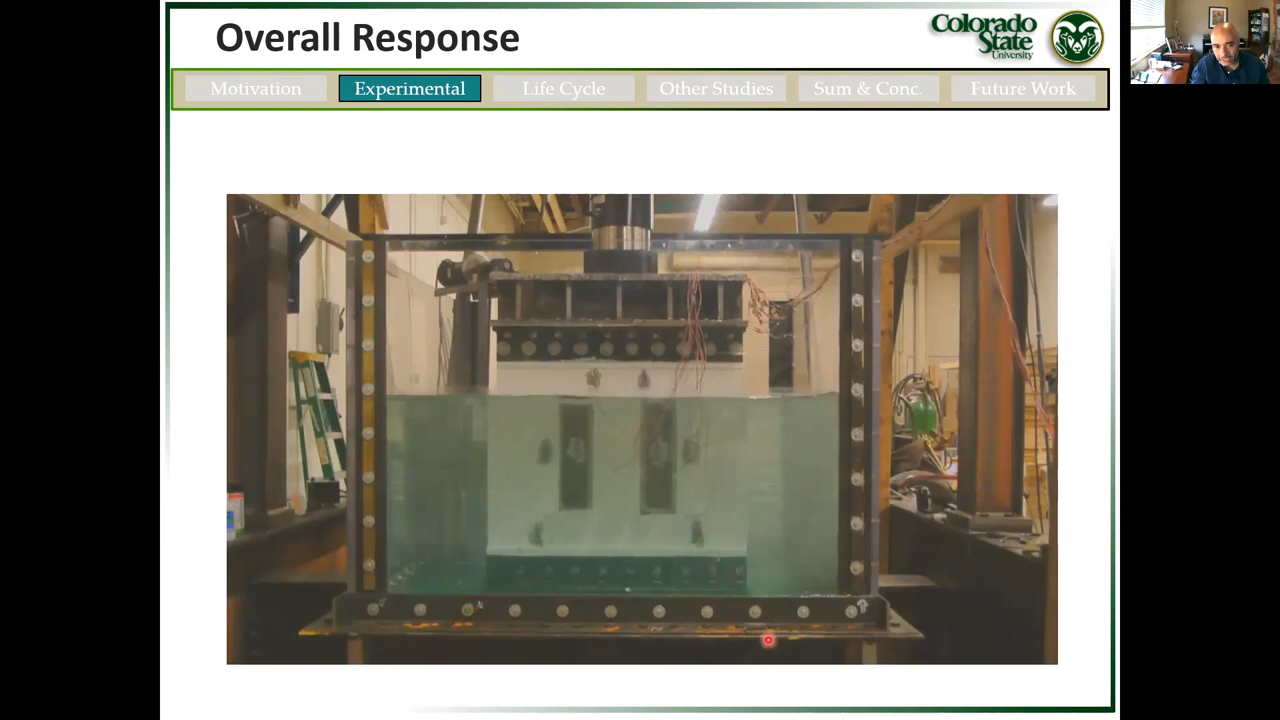 Overall Response
Colorado
State
University
Motivation
Experimental
Life Cycle
Other Studies
Sum & Conc.
Future Work